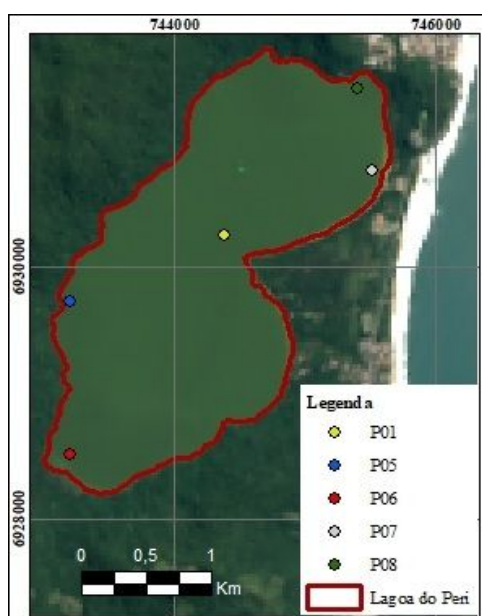 744000 746000
6930000
6928000
Legenda
P01
P05
P06
P07
P08
Lagoa do Peri
0 0,5 1
Km